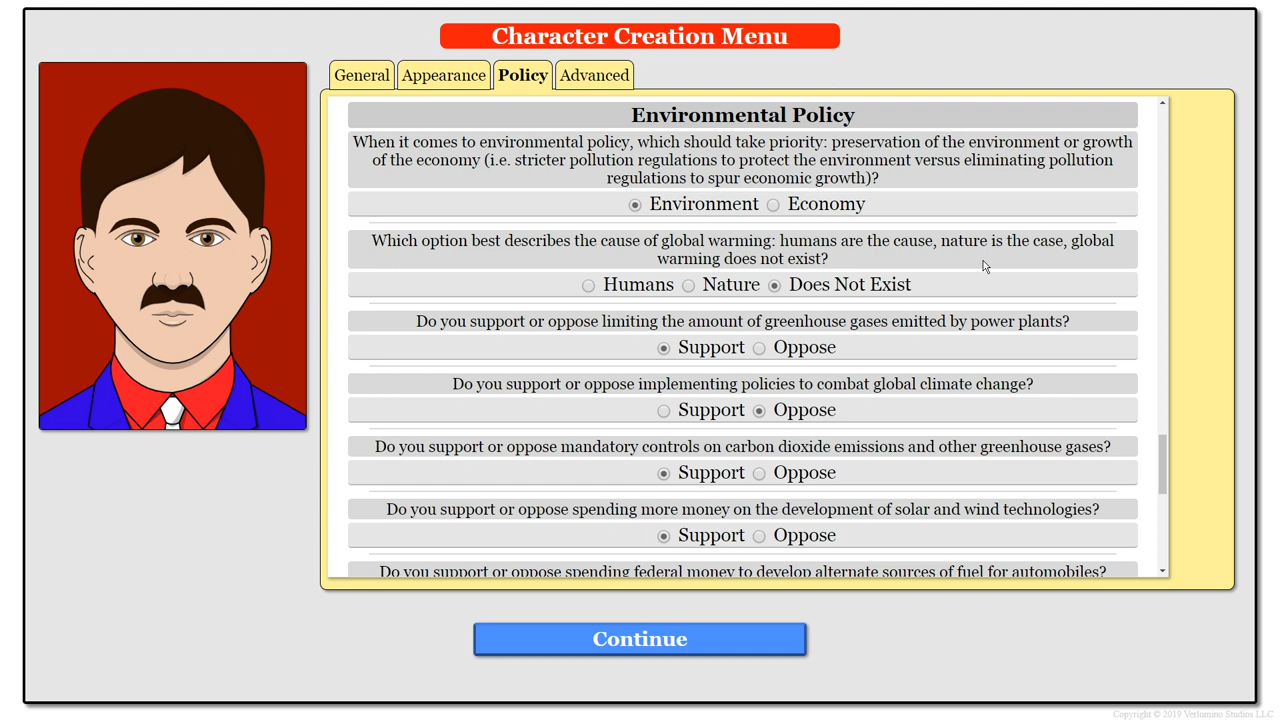 Character Creation Menu
General Appearance Policy Advanced
Environmental Policy
When it comes to environmental policy, which should take priority: preservation of the environment or growth
of the economy (i.e. stricter pollution regulations to protect the environment versus eliminating pollution
regulations to spur economic growth)?
Environment Economy
Which option best describes the cause of global warming: humans are the cause, nature is the case, global
warming does not exist?
Humans Nature Does Not Exist
Do you support or oppose limiting the amount of greenhouse gases emitted by power plants?
Support Oppose
Do you support or oppose implementing policies to combat global climate change?
Support Oppose
Do you support or oppose mandatory controls on carbon dioxide emissions and other greenhouse gases?
Support Oppose
Do you support or oppose spending more money on the development of solar and wind technologies?
Support Oppose
Do you support or oppose spending federal money to develop alternate sources of fuel for automobiles?
Continue
Copyright © 2019 Verlumino Studios LLC